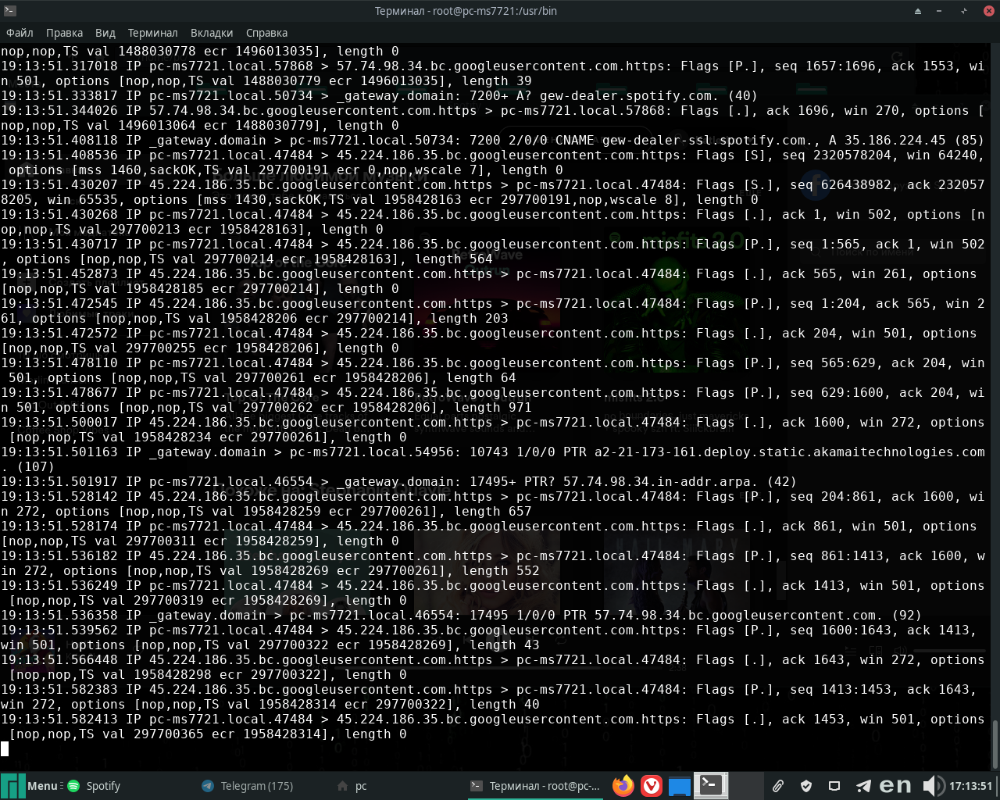 Терминал - root@pc-ms7721:/usr/bin
Файл Правка Вид Терминал Вкладки Справка
nop,nop,TS val 1488030778 ecr 1496013035], length 0
19:13:51.317018 IP pc-ms7721.local.57868 > 57.74.98.34.bc.googleusercontent.com.https: Flags [P.], seq 1657:1696, ack 1553, wi
n 501, options [nop,nop,TS val 1488030779 ecr 1496013035], length 39
19:13:51.333817 IP pc-ms7721.local.50734 > _gateway.domain: 7200+ A? gew-dealer.spotify.com. (40)
19:13:51.344026 IP 57.74.98.34.bc.googleusercontent.com.https > pc-ms7721.local.57868: Flags [.], ack 1696, win 270, options [
nop,nop,TS val 1496013064 ecr 1488030779], length 0
19:13:51.408118 IP _gateway.domain > pc-ms7721.local.50734: 7200 2/0/0 CNAME gew-dealer-ssl.spotify.com., A 35.186.224.45 (85)
19:13:51.408536 IP pc-ms7721.local.47484 > 45.224.186.35.bc.googleusercontent.com.https: Flags [S], seq 2320578204, win 64240,
 options [mss 1460,sackOK,TS val 297700191 ecr 0,nop,wscale 7], length 0
19:13:51.430207 IP 45.224.186.35.bc.googleusercontent.com.https > pc-ms7721.local.47484: Flags [S.], seq 626438982, ack 232057
8205, win 65535, options [mss 1430,sackOK,TS val 1958428163 ecr 297700191,nop,wscale 8], length 0
19:13:51.430268 IP pc-ms7721.local.47484 > 45.224.186.35.bc.googleusercontent.com.https: Flags [.], ack 1, win 502, options [n
op,nop,TS val 297700213 ecr 1958428163], length 0
19:13:51.430717 IP pc-ms7721.local.47484 > 45.224.186.35.bc.googleusercontent.com.https: Flags [P.], seq 1:565, ack 1, win 502
, options [nop,nop,TS val 297700214 ecr 1958428163], length 564
19:13:51.452873 IP 45.224.186.35.bc.googleusercontent.com.https > pc-ms7721.local.47484: Flags [.], ack 565, win 261, options
[nop,nop,TS val 1958428185 ecr 297700214], length 0
19:13:51.472545 IP 45.224.186.35.bc.googleusercontent.com.https > pc-ms7721.local.47484: Flags [P.], seq 1:204, ack 565, win 2
61, options [nop,nop,TS val 1958428206 ecr 297700214], length 203
19:13:51.472572 IP pc-ms7721.local.47484 > 45.224.186.35.bc.googleusercontent.com.https: Flags [.], ack 204, win 501, options
[nop,nop,TS val 297700255 ecr 1958428206], length 0
19:13:51.478110 IP pc-ms7721.local.47484 > 45.224.186.35.bc.googleusercontent.com.https: Flags [P.], seq 565:629, ack 204, win
 501, options [nop,nop,TS val 297700261 ecr 1958428206], length 64
19:13:51.478677 IP pc-ms7721.local.47484 > 45.224.186.35.bc.googleusercontent.com.https: Flags [P.], seq 629:1600, ack 204, wi
n 501, options [nop,nop,TS val 297700262 ecr 1958428206], length 971
19:13:51.500017 IP 45.224.186.35.bc.googleusercontent.com.https > pc-ms7721.local.47484: Flags [.], ack 1600, win 272, options
 [nop,nop,TS val 1958428234 ecr 297700261], length 0
19:13:51.501163 IP _gateway.domain > pc-ms7721.local.54956: 10743 1/0/0 PTR a2-21-173-161.deploy.static.akamaitechnologies.com
. (107)
19:13:51.501917 IP pc-ms7721.local.46554 > _gateway.domain: 17495+ PTR? 57.74.98.34.in-addr.arpa. (42)
19:13:51.528142 IP 45.224.186.35.bc.googleusercontent.com.https > pc-ms7721.local.47484: Flags [P.], seq 204:861, ack 1600, wi
n 272, options [nop,nop,TS val 1958428259 ecr 297700261], length 657
19:13:51.528174 IP pc-ms7721.local.47484 > 45.224.186.35.bc.googleusercontent.com.https: Flags [.], ack 861, win 501, options
[nop,nop,TS val 297700311 ecr 1958428259], length 0
19:13:51.536182 IP 45.224.186.35.bc.googleusercontent.com.https > pc-ms7721.local.47484: Flags [P.], seq 861:1413, ack 1600, w
in 272, options [nop,nop,TS val 1958428269 ecr 297700261], length 552
19:13:51.536249 IP pc-ms7721.local.47484 > 45.224.186.35.bc.googleusercontent.com.https: Flags [.], ack 1413, win 501, options
 [nop,nop,TS val 297700319 ecr 1958428269], length 0
19:13:51.536358 IP _gateway.domain > pc-ms7721.local.46554: 17495 1/0/0 PTR 57.74.98.34.bc.googleusercontent.com. (92)
19:13:51.539562 IP pc-ms7721.local.47484 > 45.224.186.35.bc.googleusercontent.com.https: Flags [P.], seq 1600:1643, ack 1413,
win 501, options [nop,nop,TS val 297700322 ecr 1958428269], length 43
19:13:51.566448 IP 45.224.186.35.bc.googleusercontent.com.https > pc-ms7721.local.47484: Flags [.], ack 1643, win 272, options
 [nop,nop,TS val 1958428298 ecr 297700322], length 0
19:13:51.582383 IP 45.224.186.35.bc.googleusercontent.com.https > pc-ms7721.local.47484: Flags [P.], seq 1413:1453, ack 1643,
win 272, options [nop,nop,TS val 1958428314 ecr 297700322], length 40
19:13:51.582413 IP pc-ms7721.local.47484 > 45.224.186.35.bc.googleusercontent.com.https: Flags [.], ack 1453, win 501, options
 [nop,nop,TS val 297700365 ecr 1958428314], length 0
Menu Spotify Telegram (175) pc Терминал - root@pc-... en 17:13:51